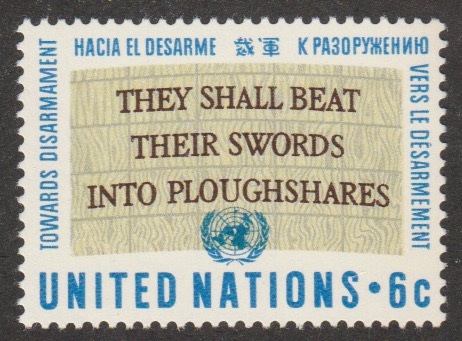 TOWARDS DISARMAMENT
HACIA EL DESARME
裁軍
К РАЗОРУЖЕНИЮ
VERS LE DÉSARMEMENT
THEY SHALL BEAT
THEIR SWORDS
INTO PLOUGHSHARES
UNITED NATIONS • 6c